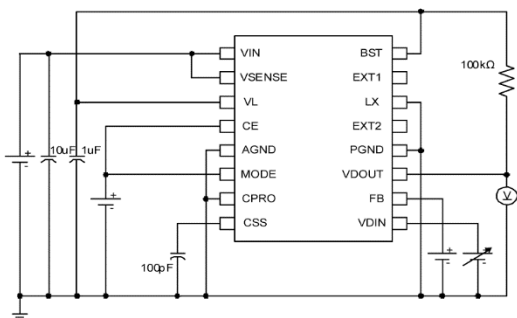 VIN BST
VSENSE EXT1 100kΩ
VL LX
CE EXT2
10uF 1uF AGND PGND
+ MODE VDOUT
- V
+ CPRO FB
- CSS VDIN
100pF + +
- -